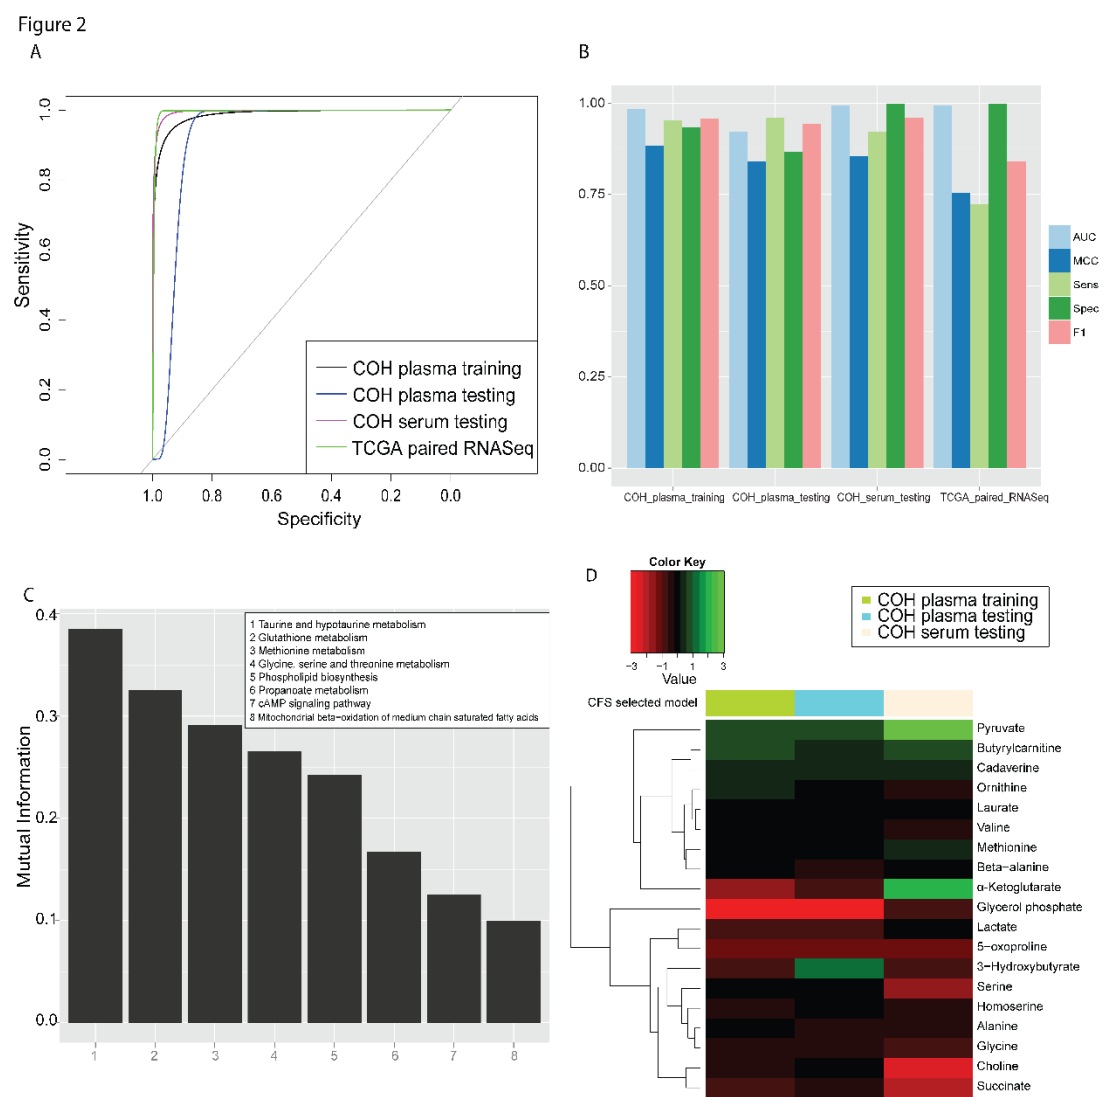 Figure 2
A
1.0
0.8
0.6
0.4
0.2
0.0
Sensitivity
COH plasma training
COH plasma testing
COH serum testing
TCGA paired RNASeq
1.0 0.8 0.6 0.4 0.2 0.0
Specificity
B
1.00
0.75
0.50
0.25
0.00
AUC
MCC
Sens
Spec
F1
COH_plasma_training COH_plasma_testing COH_serum_testing TCGA_paired_RNASeq
C
0.4
0.3
0.2
0.1
0.0
Mutual Information
1 Taurine and hypotaurine metabolism
2 Glutathione metabolism
3 Methionine metabolism
4 Glycine, serine and threonine metabolism
5 Phospholipid biosynthesis
6 Propanoate metabolism
7 cAMP signaling pathway
8 Mitochondrial beta−oxidation of medium chain saturated fatty acids
1 2 3 4 5 6 7 8
D
Color Key
−3 −1 1 3
Value
COH plasma training
COH plasma testing
COH serum testing
CFS selected model
Pyruvate
Butyrylcarnitine
Cadaverine
Ornithine
Laurate
Valine
Methionine
Beta−alanine
α-Ketoglutarate
Glycerol phosphate
Lactate
5−oxoproline
3−Hydroxybutyrate
Serine
Homoserine
Alanine
Glycine
Choline
Succinate